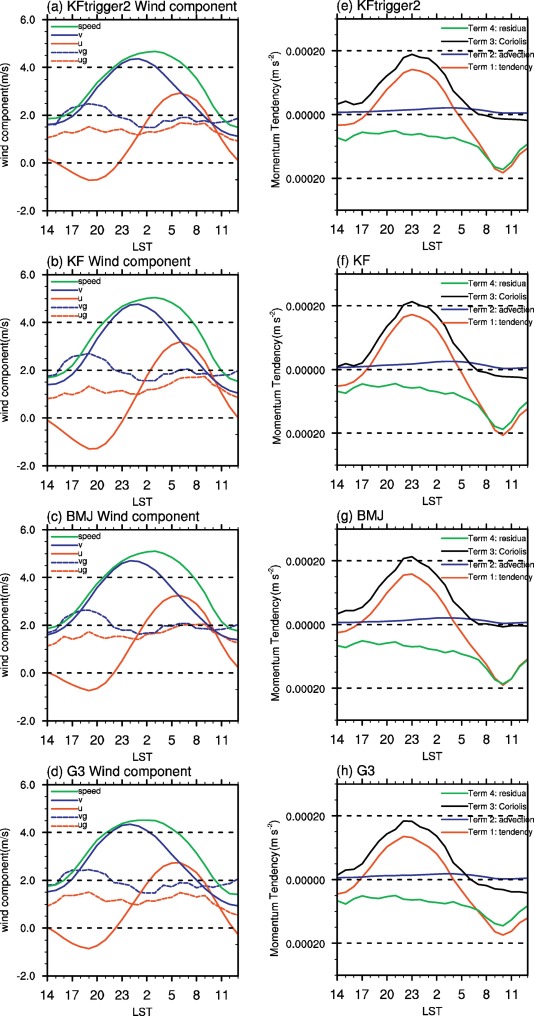 (a) KFtrigger2 Wind component
wind component(m/s)
6.0
4.0
2.0
0.0
-2.0
speed
v
u
vg
ug
14 17 20 23 2 5 8 11
LST
(e) KFtrigger2
Momentum Tendency(m s-2)
0.00020
0.00000
0.00020
Term 4: residua
Term 3: Coriolis
Term 2: advection
Term 1: tendency
14 17 20 23 2 5 8 11
LST
(b) KF Wind component
wind component(m/s)
6.0
4.0
2.0
0.0
-2.0
speed
v
u
vg
ug
14 17 20 23 2 5 8 11
LST
(f) KF
Momentum Tendency(m s-2)
0.00020
0.00000
0.00020
Term 4: residua
Term 3: Coriolis
Term 2: advection
Term 1: tendency
14 17 20 23 2 5 8 11
LST
(c) BMJ Wind component
wind component(m/s)
6.0
4.0
2.0
0.0
-2.0
speed
v
u
vg
ug
14 17 20 23 2 5 8 11
LST
(g) BMJ
Momentum Tendency(m s-2)
0.00020
0.00000
0.00020
Term 4: residua
Term 3: Coriolis
Term 2: advection
Term 1: tendency
14 17 20 23 2 5 8 11
LST
(d) G3 Wind component
wind component(m/s)
6.0
4.0
2.0
0.0
-2.0
speed
v
u
vg
ug
14 17 20 23 2 5 8 11
LST
(h) G3
Momentum Tendency(m s-2)
0.00020
0.00000
0.00020
Term 4: residua
Term 3: Coriolis
Term 2: advection
Term 1: tendency
14 17 20 23 2 5 8 11
LST